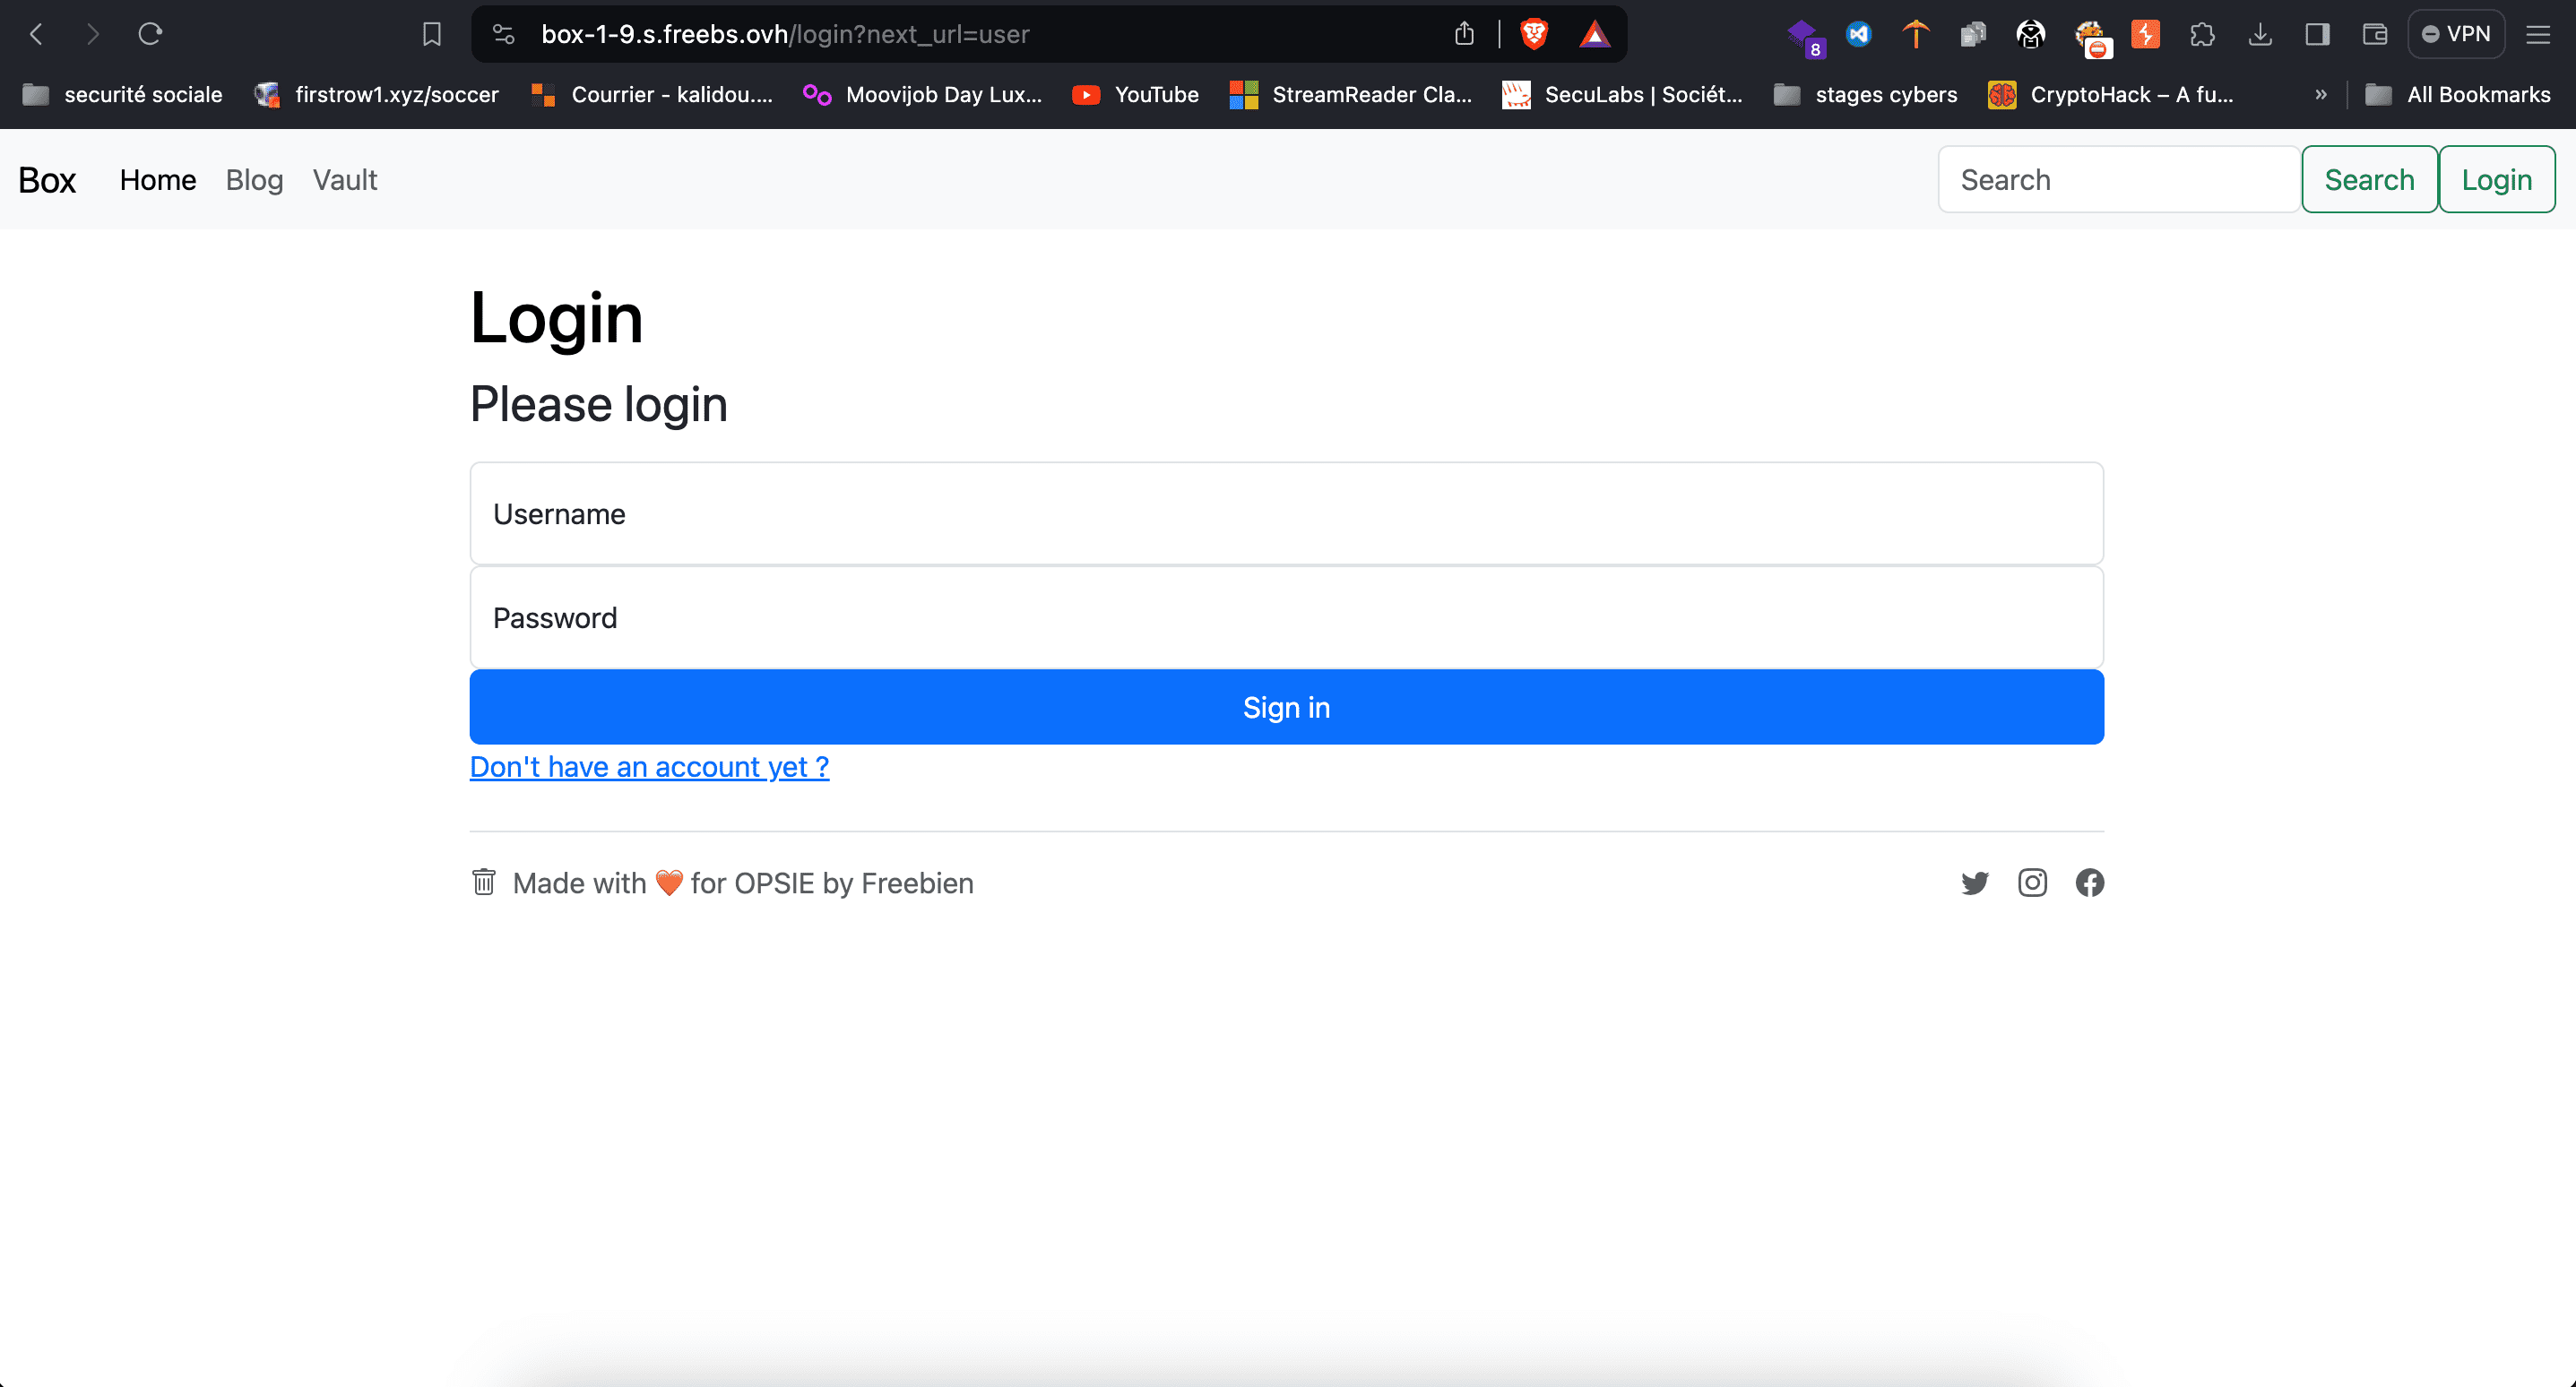 box-1-9.s.freebs.ovh/login?next_url=user
8
VPN
securité sociale
firstrow1.xyz/soccer
Courrier - kalidou....
Moovijob Day Lux...
YouTube
StreamReader Cla...
SecuLabs | Sociét...
stages cybers
CryptoHack – A fu...
»
All Bookmarks
Box
Home
Blog
Vault
Search
Search
Login
Login
Please login
Username
Password
Sign in
Don't have an account yet ?
Made with ❤️ for OPSIE by Freebien